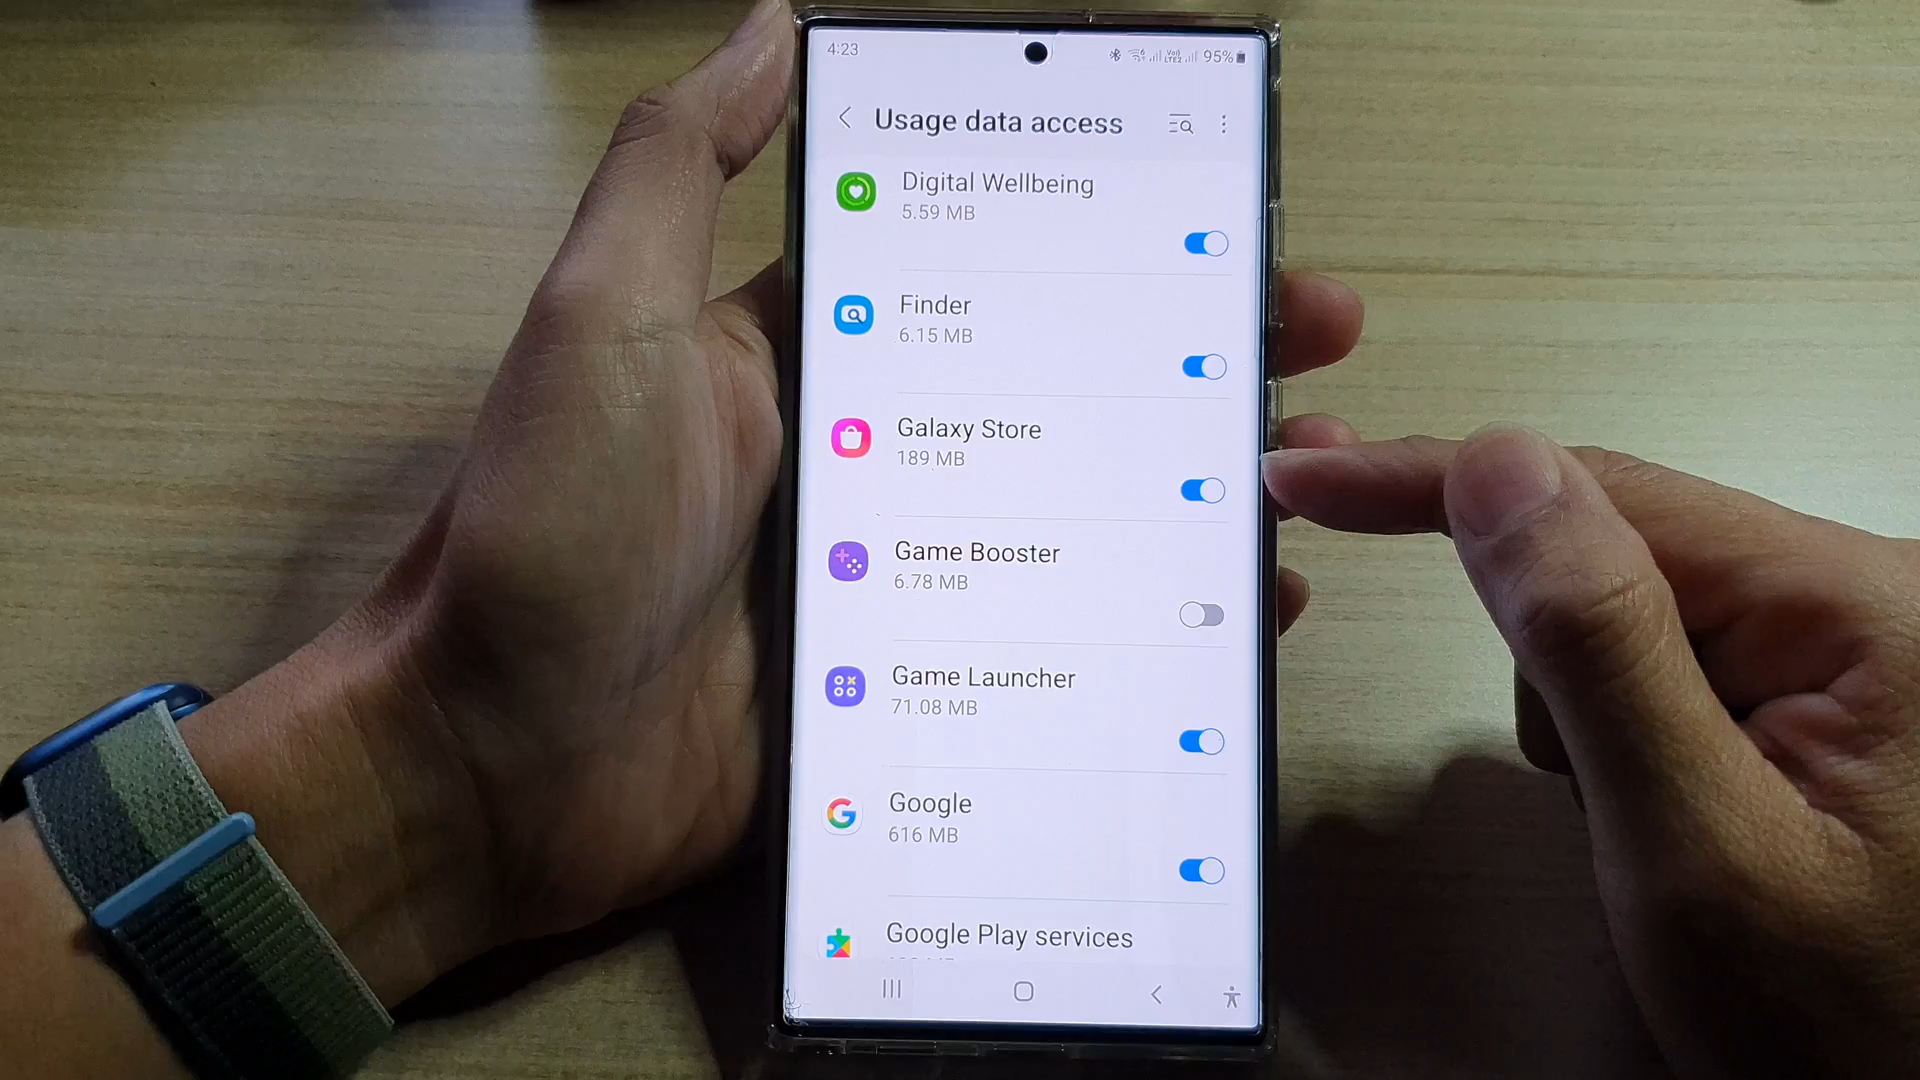 4:23
95%
Usage data access
Digital Wellbeing
5.59 MB
Finder
6.15 MB
Galaxy Store
189 MB
Game Booster
6.78 MB
Game Launcher
71.08 MB
Google
616 MB
Google Play services